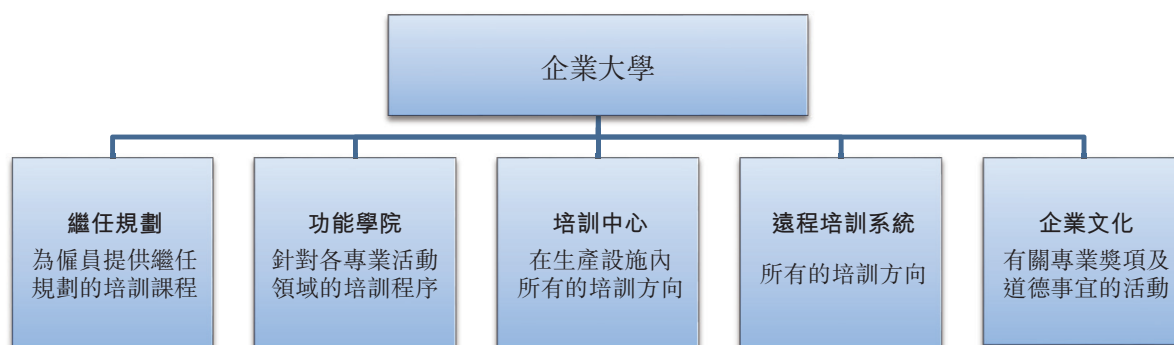 企業大學
繼任規劃
為僱員提供繼任
規劃的培訓課程
功能學院
針對各專業活動
領域的培訓程序
培訓中心
在生產設施內
所有的培訓方向
遠程培訓系統
所有的培訓方向
企業文化
有關專業獎項及
道德事宜的活動